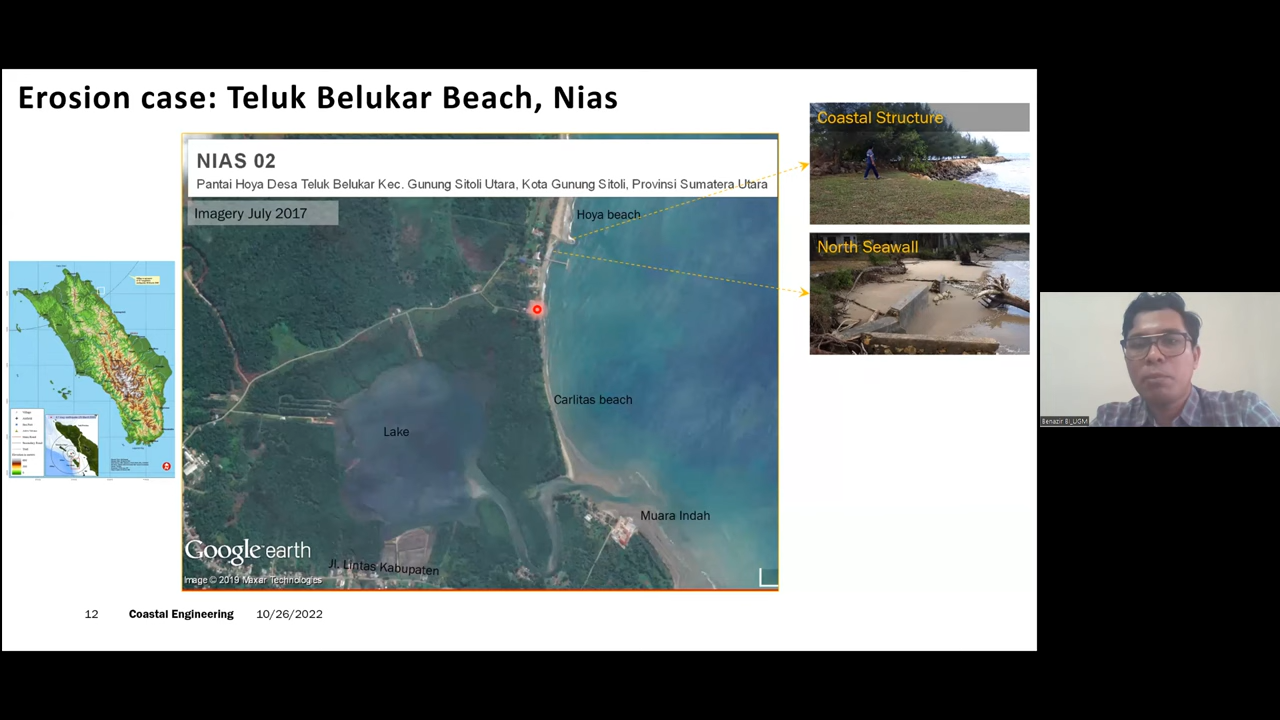 Erosion case: Teluk Belukar Beach, Nias
NIAS 02
Pantai Hoya Desa Teluk Belukar Kec. Gunung Sitoli Utara, Kota Gunung Sitoli, Provinsi Sumatera Utara
Imagery July 2017
Hoya beach
Carlitas beach
Lake
Muara Indah
Jl. Lintas Kabupaten
Google earth
Image © 2019 Maxar Technologies
Coastal Structure
North Seawall
Benazir BI_UGM
12 Coastal Engineering 10/26/2022